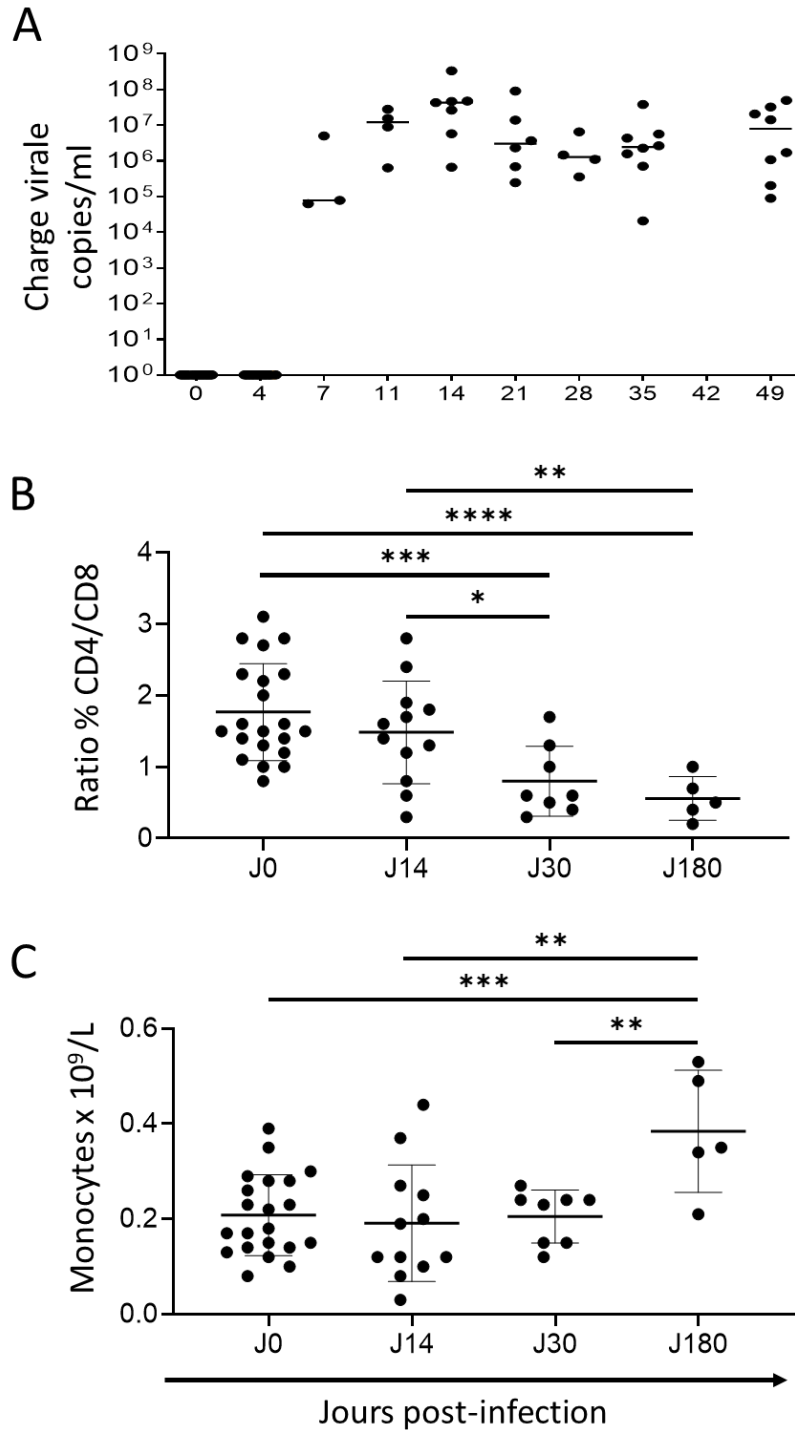 A
Charge virale
copies/ml
10⁹
10⁸
10⁷
10⁶
10⁵
10⁴
10³
10²
10¹
10⁰
0 4 7 11 14 21 28 35 42 49
B
**
****
***
*
Ratio % CD4/CD8
4
3
2
1
0
J0 J14 J30 J180
C
**
***
**
Monocytes x 10⁹/L
0.6
0.4
0.2
0.0
J0 J14 J30 J180
Jours post-infection